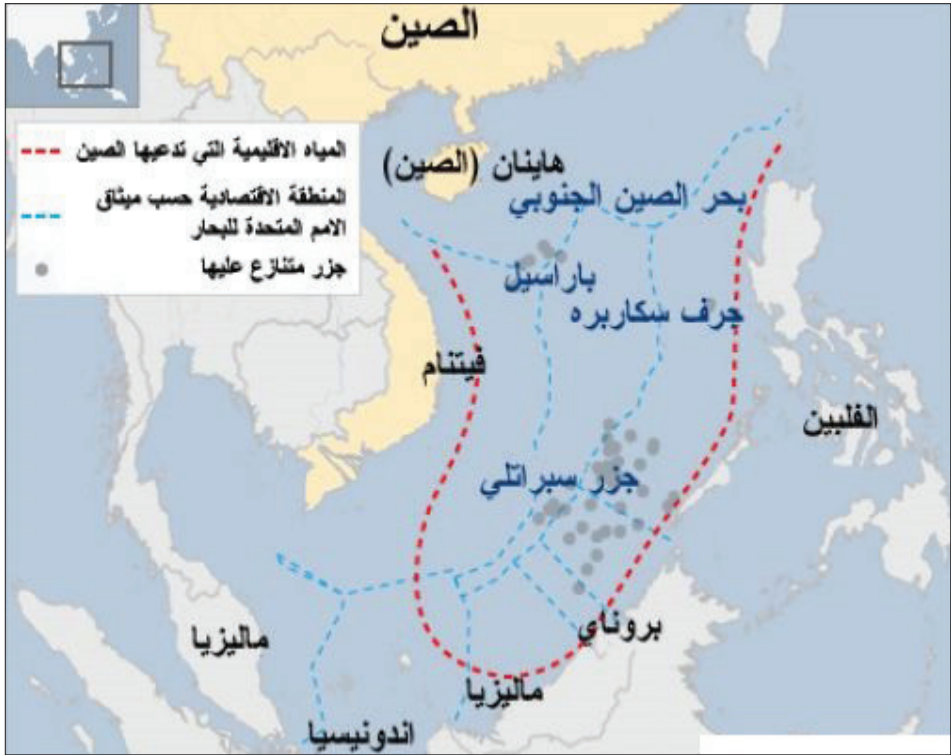 الصين
المياه الاقليمية التي تدعيها الصين
المنطقة الاقتصادية حسب ميثاق
الامم المتحدة للبحار
جزر متنازع عليها
هاينان (الصين)
بحر الصين الجنوبي
باراسيل
جرف سكاربره
فيتنام
الفلبين
جزر سبراتلي
بروناي
ماليزيا
ماليزيا
اندونيسيا